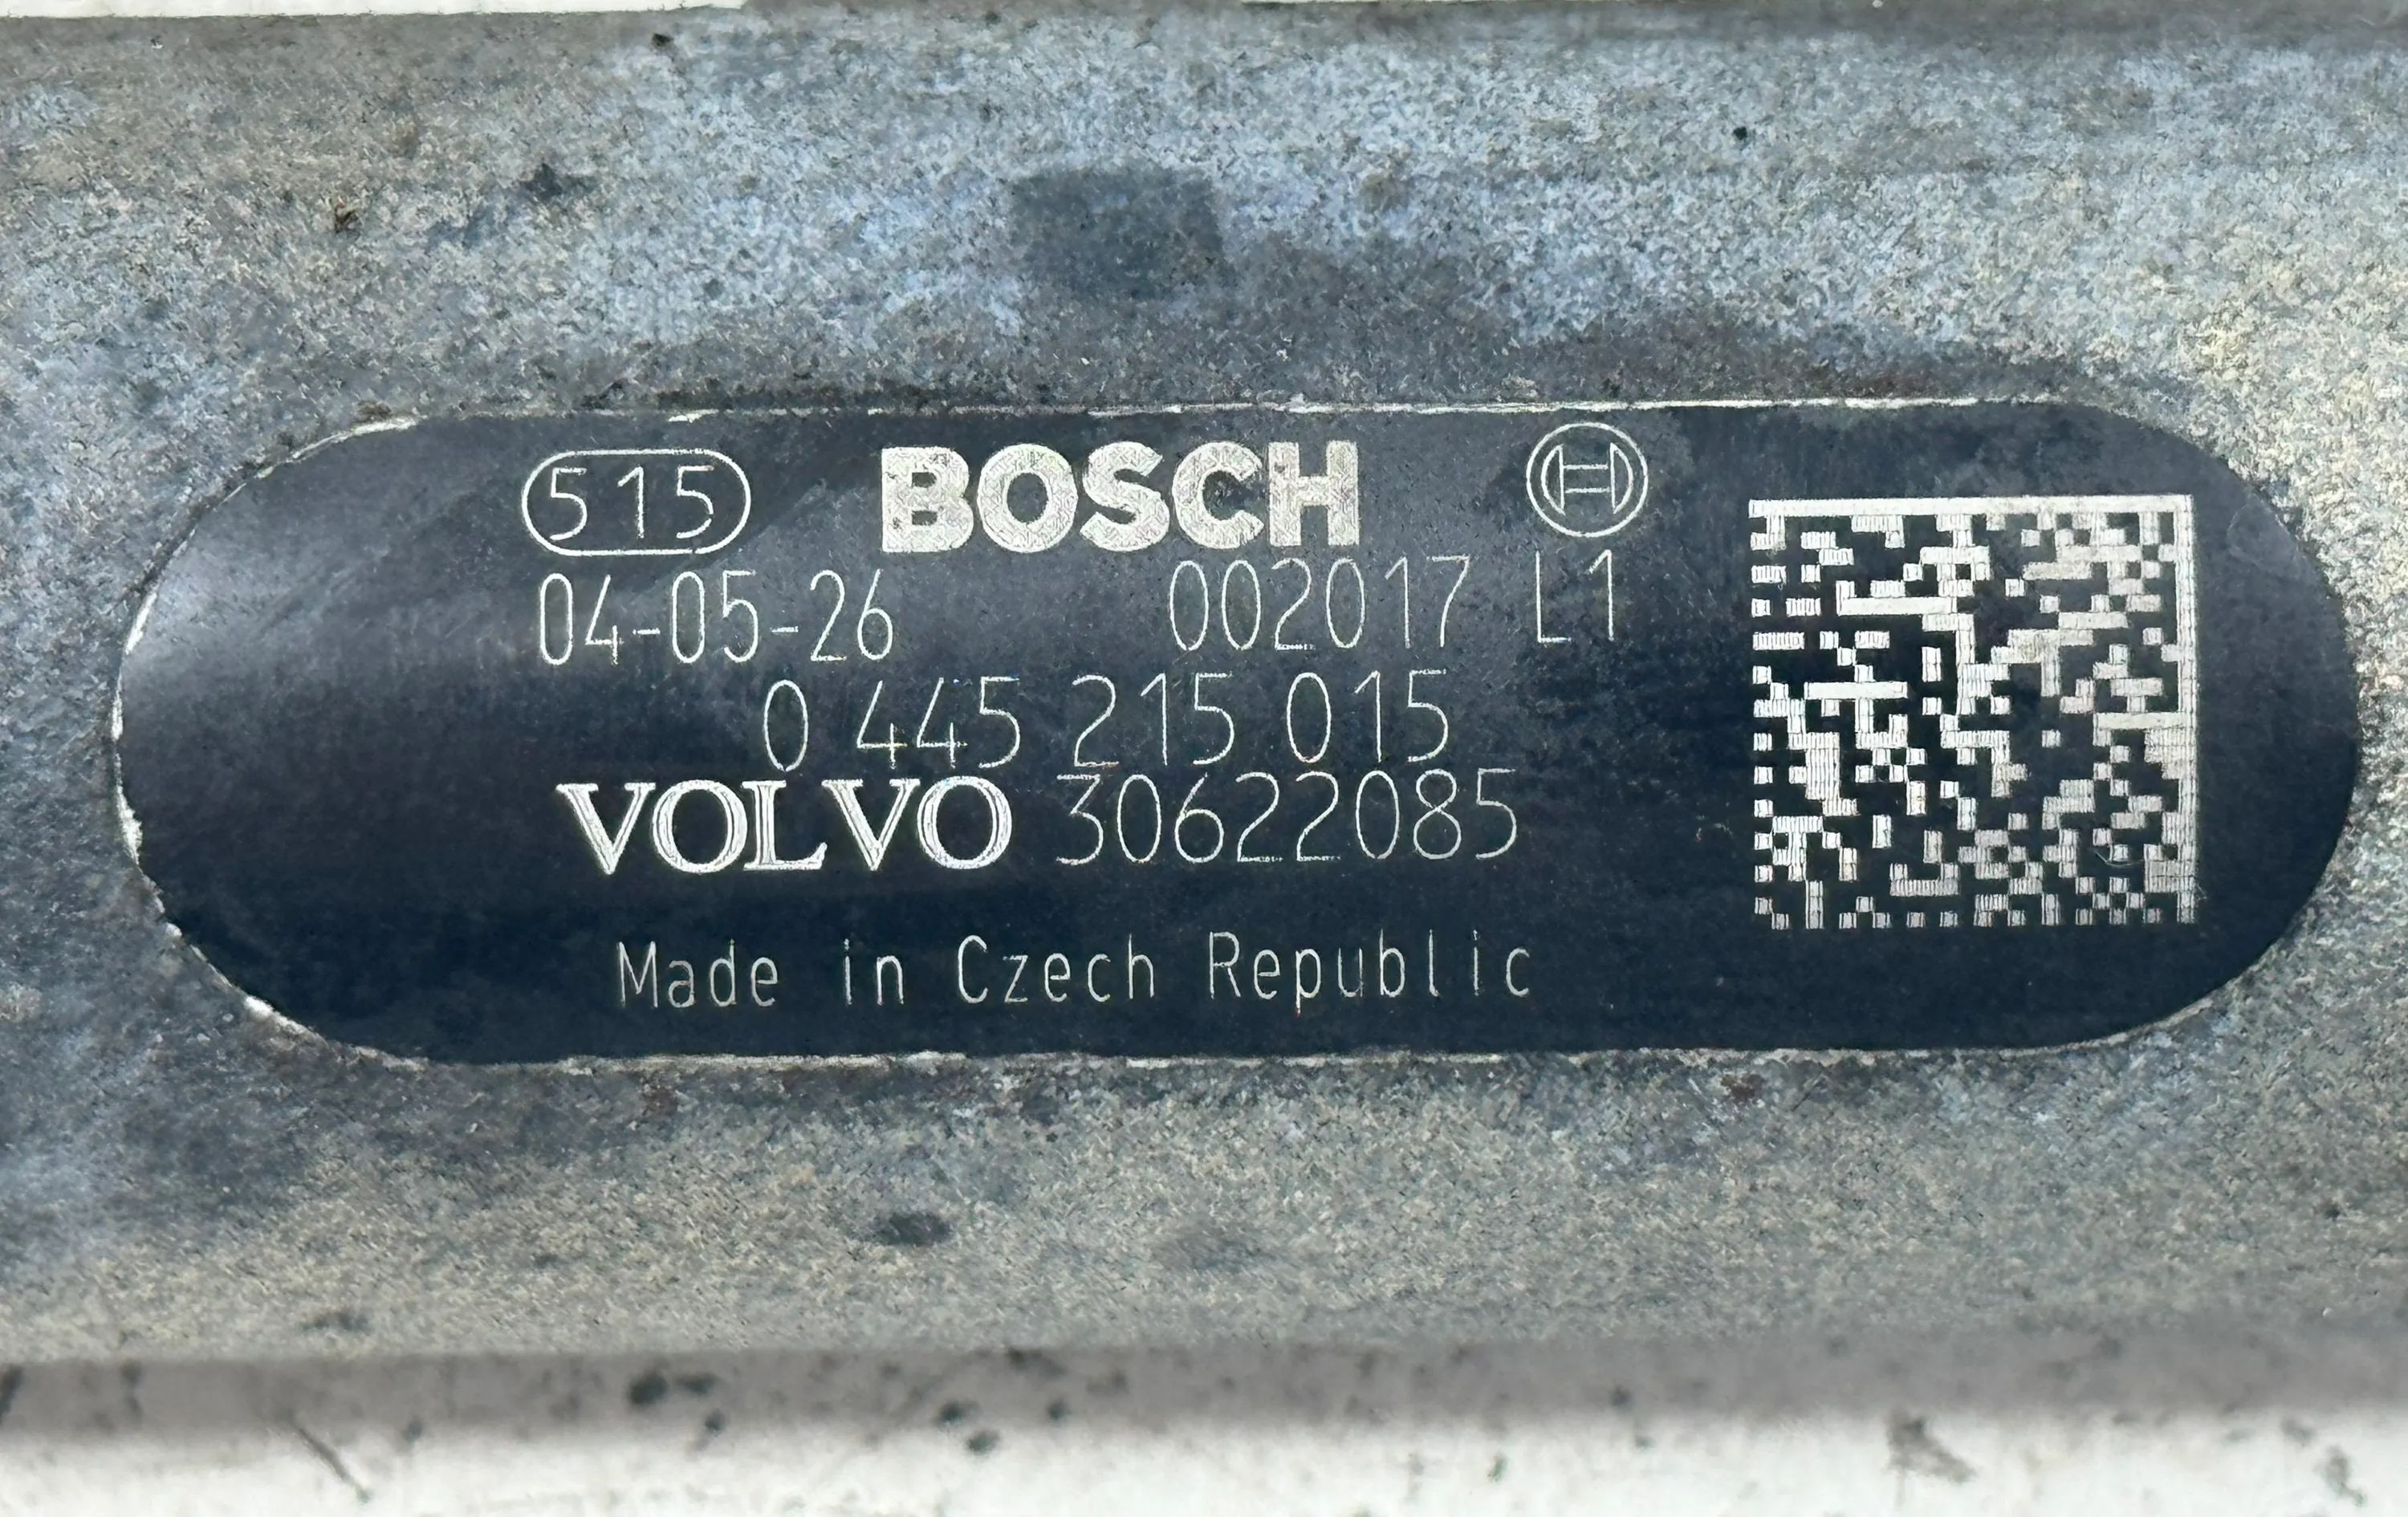 515 BOSCH
04-05-26 002017 L1
0 445 215 015
VOLVO 30622085
Made in Czech Republic